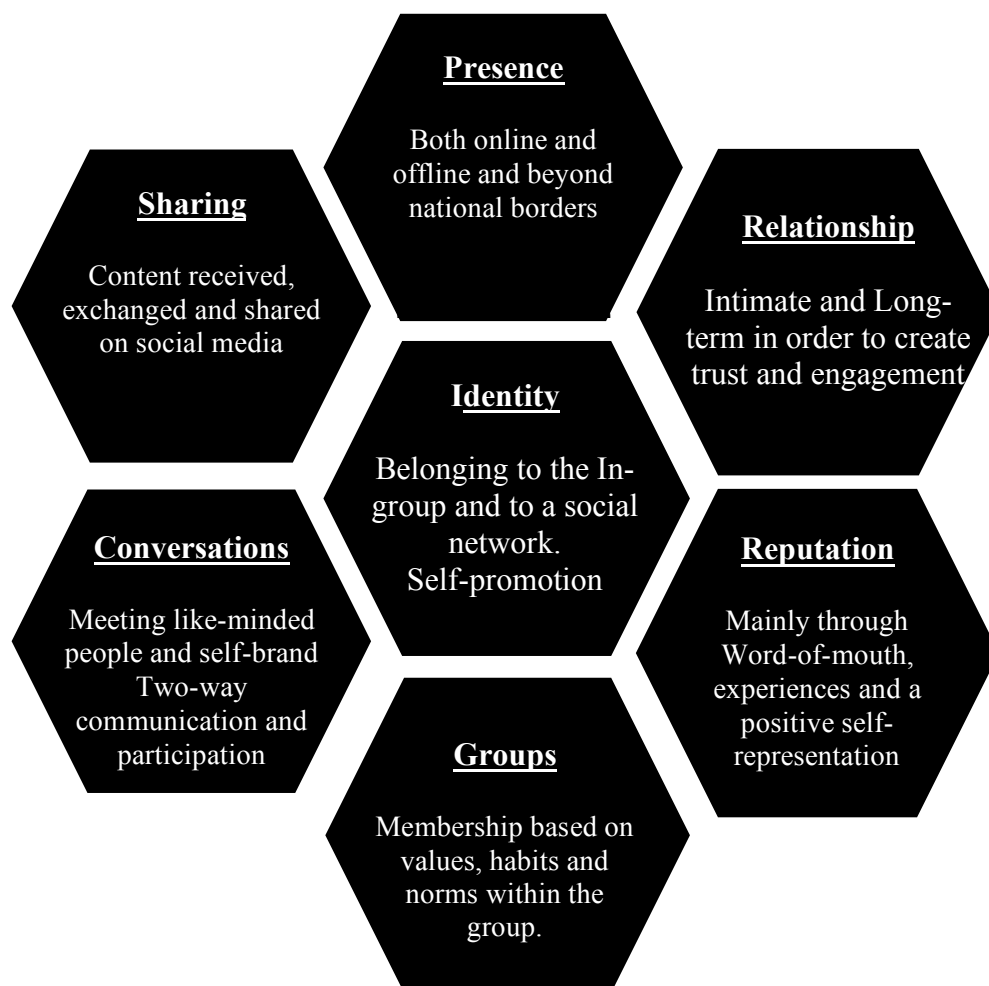 Presence
Both online and
offline and beyond
national borders
Sharing
Content received,
exchanged and shared
on social media
Relationship
Intimate and Long-
term in order to create
trust and engagement
Identity
Belonging to the In-
group and to a social
network.
Self-promotion
Conversations
Meeting like-minded
people and self-brand
Two-way
communication and
participation
Reputation
Mainly through
Word-of-mouth,
experiences and a
positive self-
representation
Groups
Membership based on
values, habits and
norms within the
group.